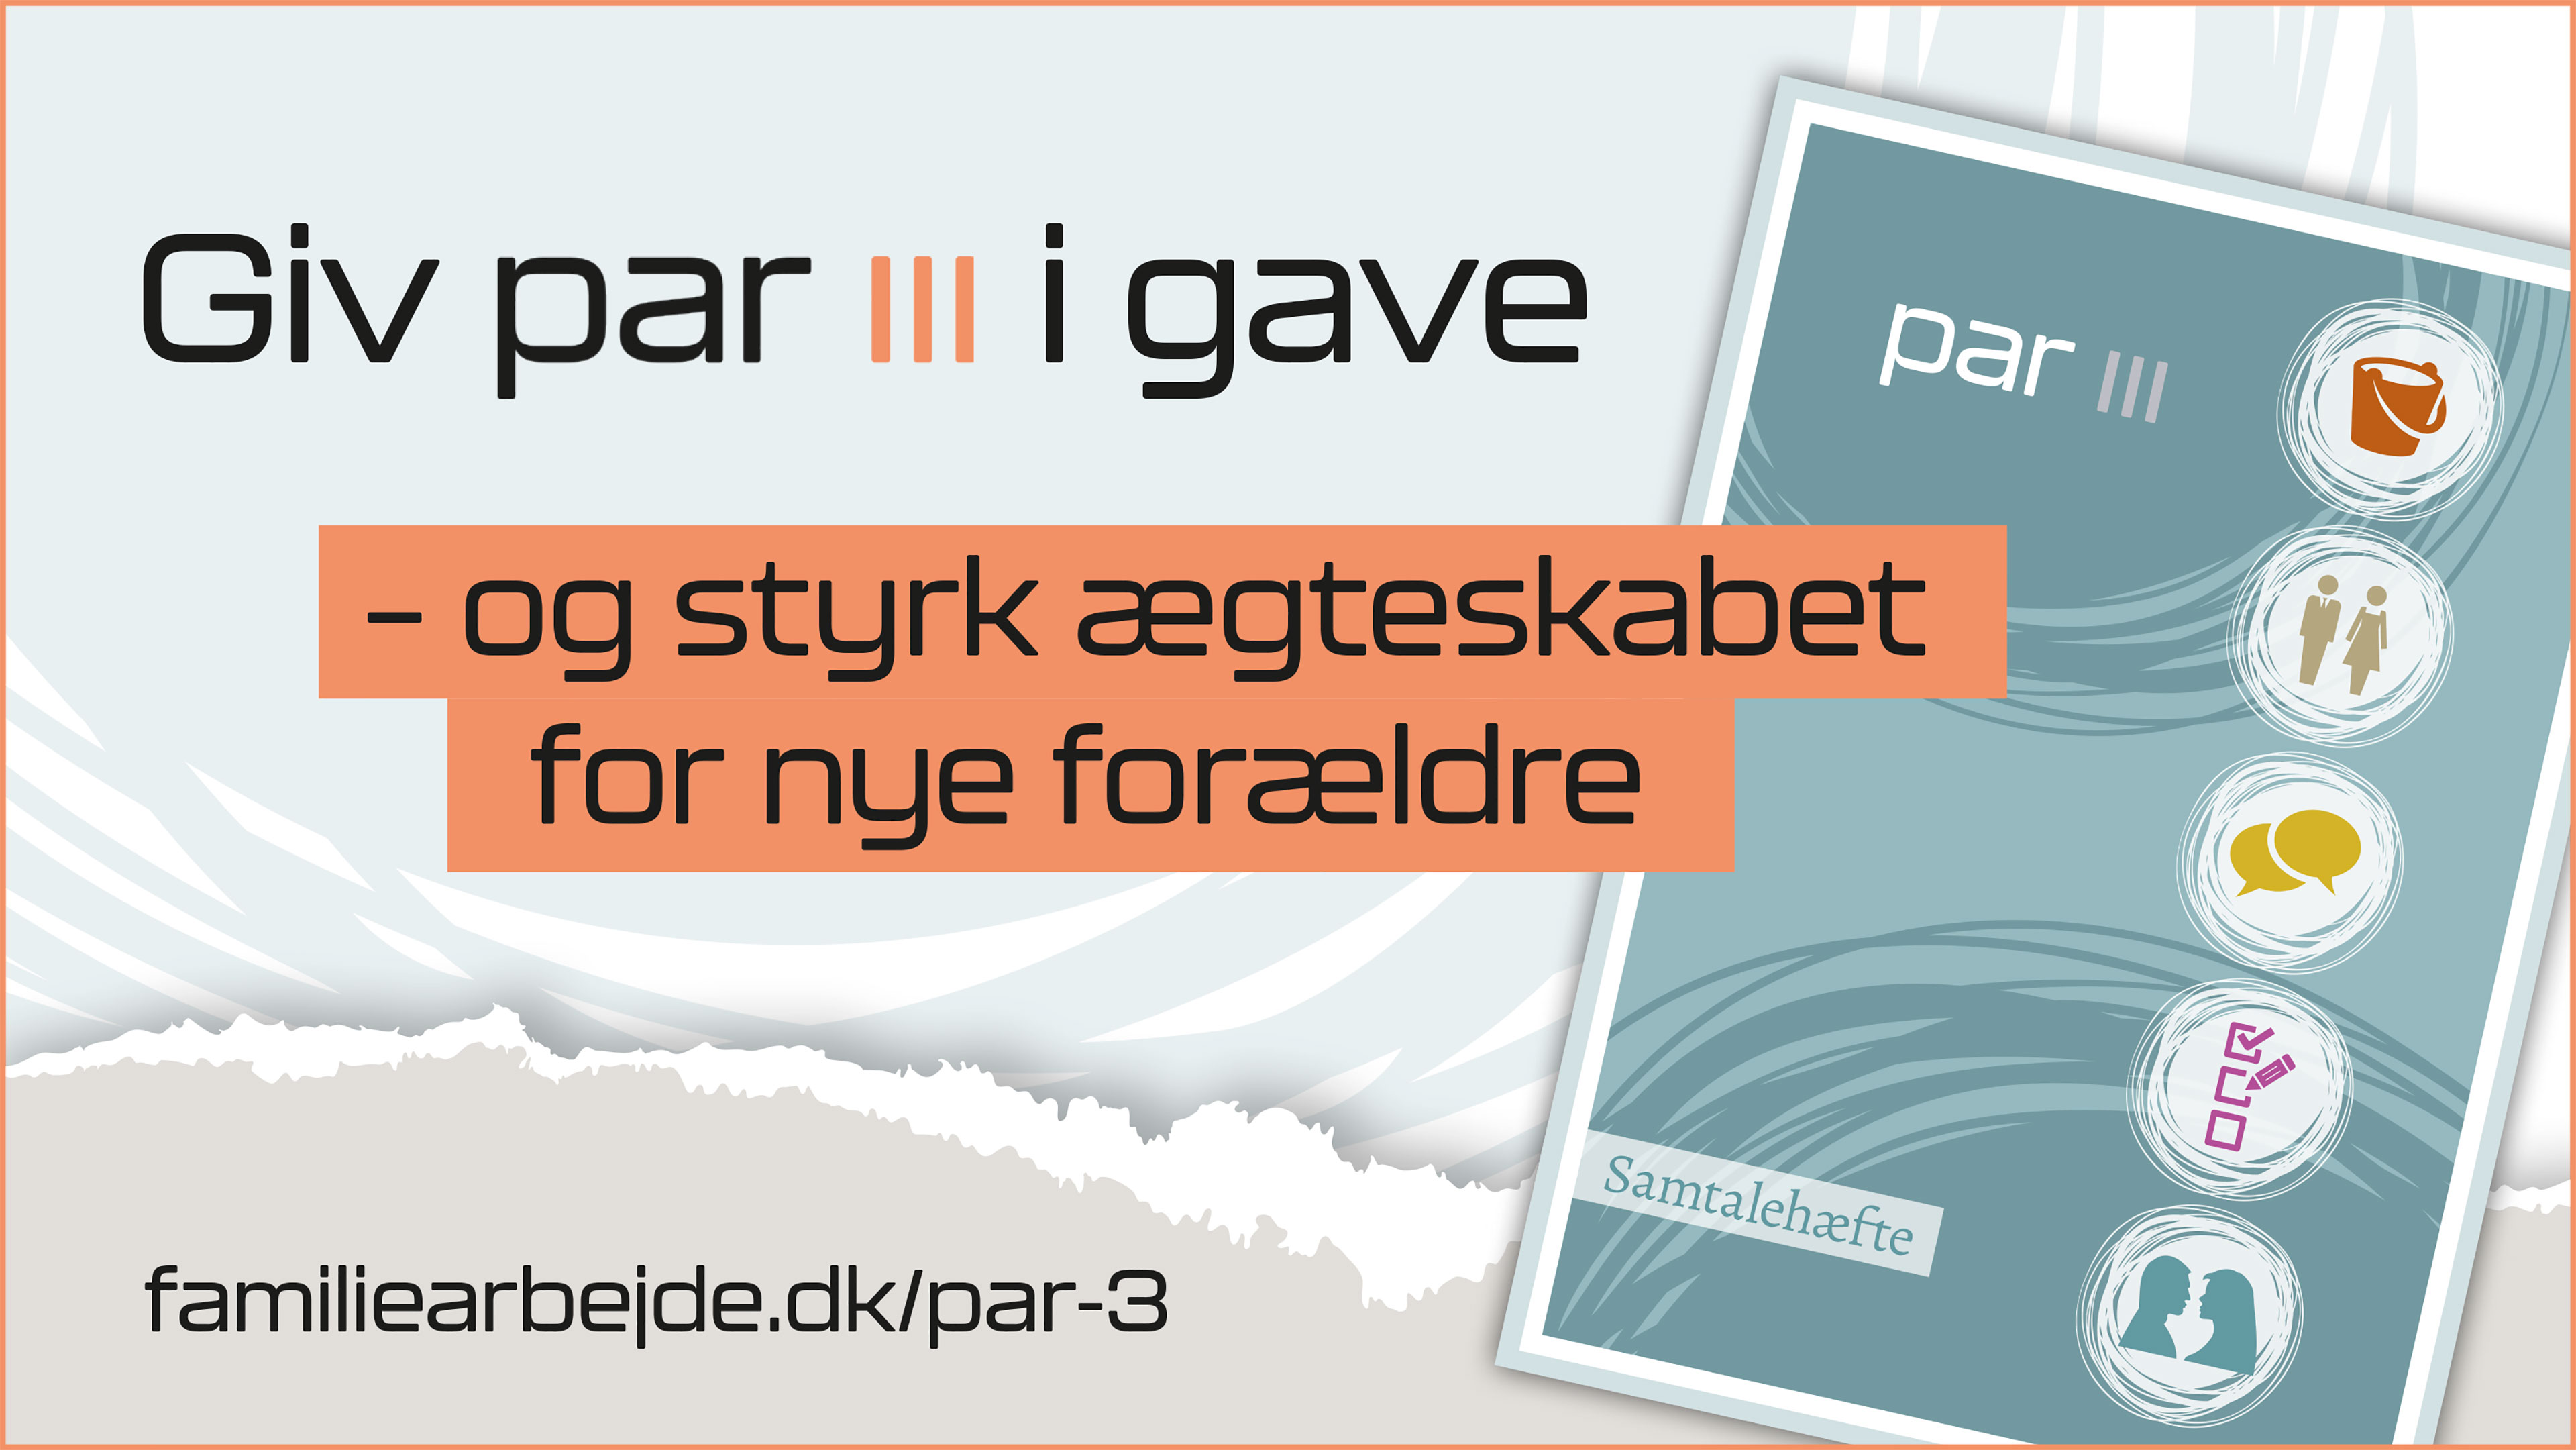 Giv par III i gave
- og styrk ægteskabet
for nye forældre
familiearbejde.dk/par-3
par III
Samtalehæfte